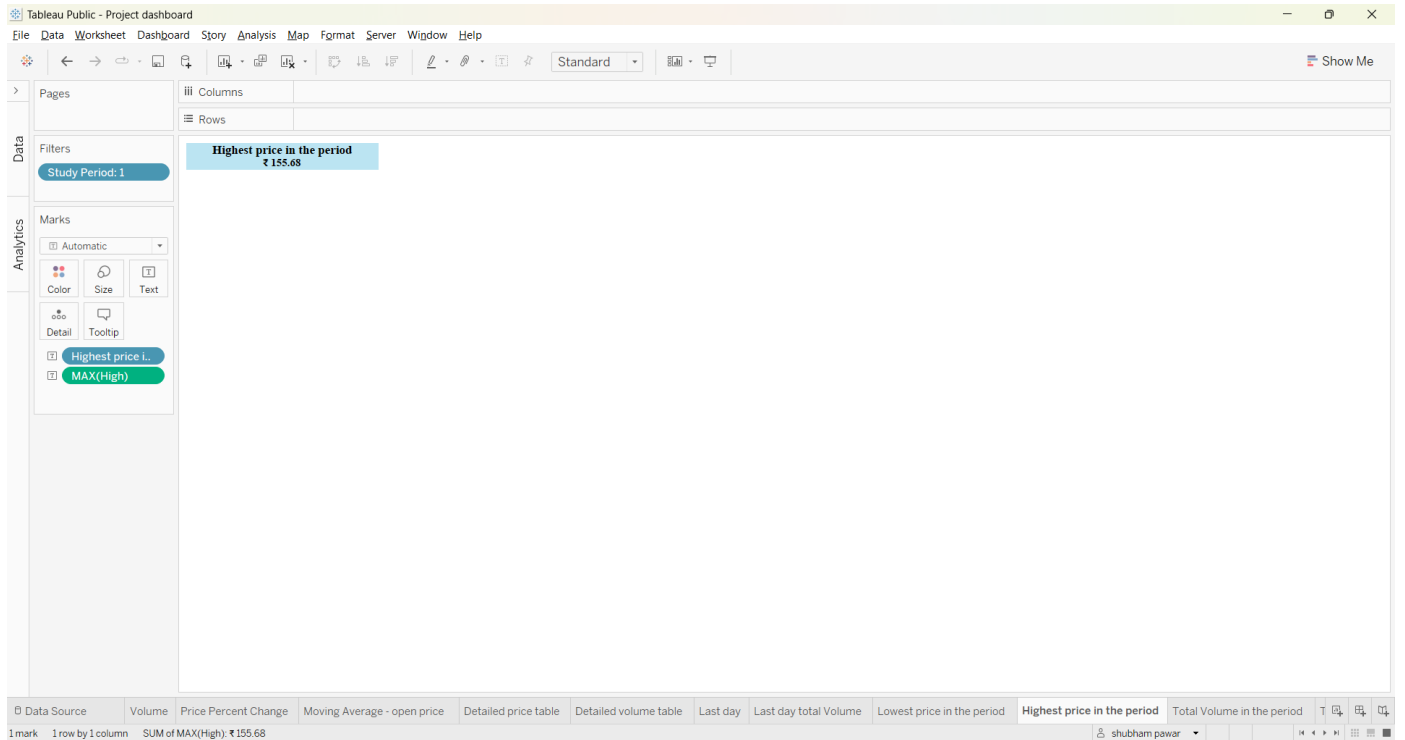 Tableau Public - Project dashboard
File Data Worksheet Dashboard Story Analysis Map Format Server Window Help
Standard
Show Me
Pages
iii Columns
Rows
Data
Filters
Study Period: 1
Highest price in the period
₹ 155.68
Analytics
Marks
Automatic
Color Size Text
Detail Tooltip
Highest price i..
MAX(High)
Data Source Volume Price Percent Change Moving Average - open price Detailed price table Detailed volume table Last day Last day total Volume Lowest price in the period Highest price in the period Total Volume in the period T
1 mark 1 row by 1 column SUM of MAX(High): ₹ 155.68 shubham pawar